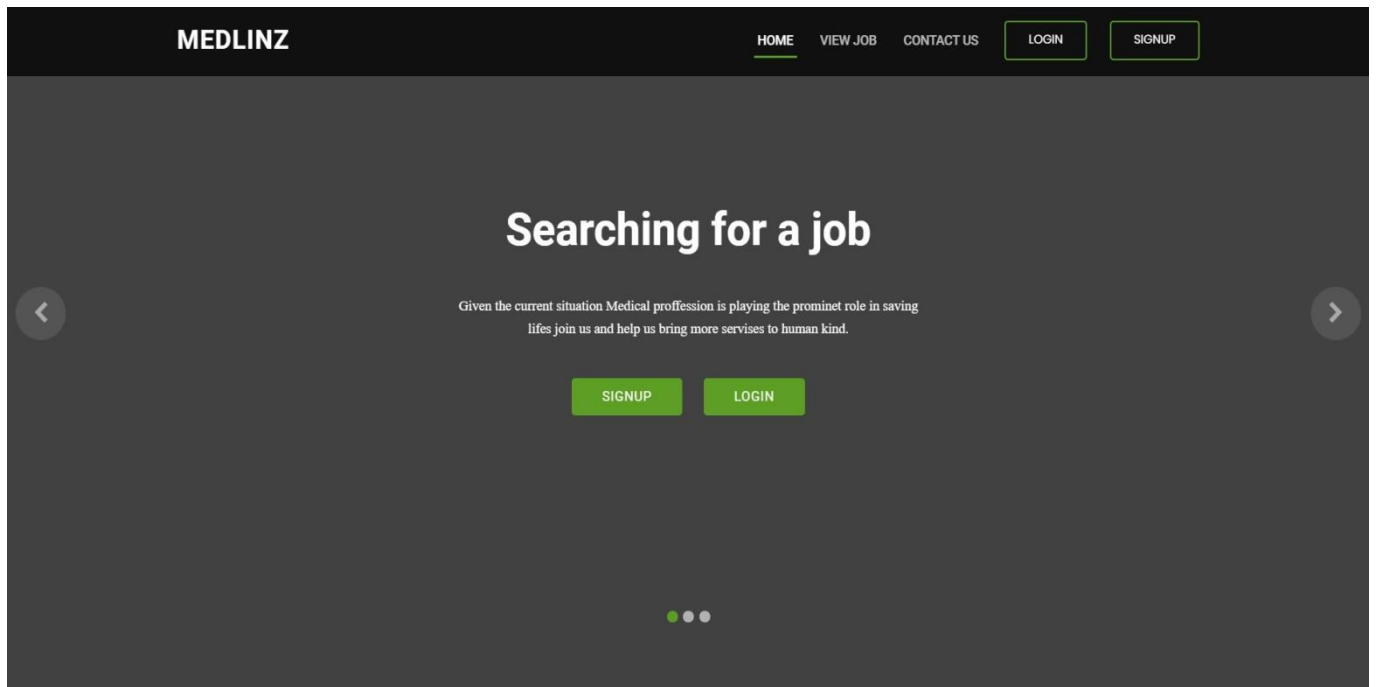 MEDLINZ
HOME VIEW JOB CONTACT US LOGIN SIGNUP
Searching for a job
Given the current situation Medical proffession is playing the prominet role in saving
lifes join us and help us bring more servises to human kind.
SIGNUP LOGIN